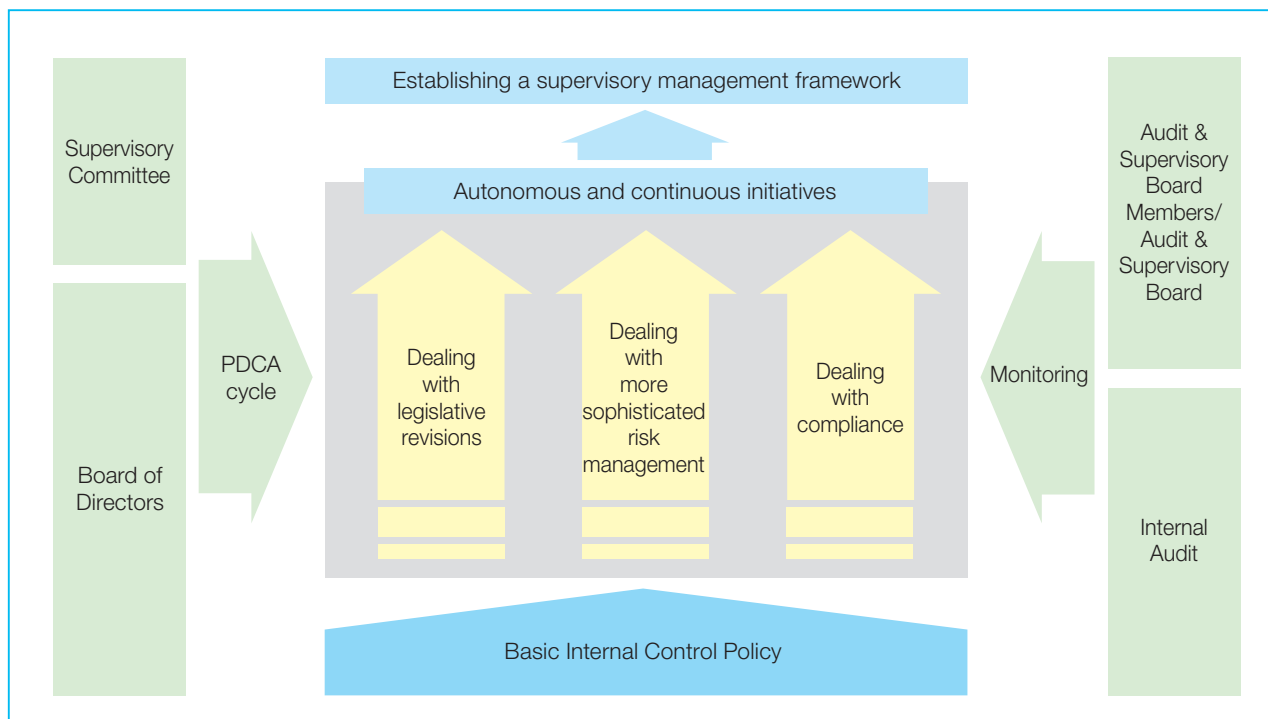 Establishing a supervisory management framework
Supervisory
Committee
Audit &
Supervisory
Board
Members/
Audit &
Supervisory
Board
Autonomous and continuous initiatives
Board of
Directors
PDCA
cycle
Dealing
with
legislative
revisions
Dealing
with
more
sophisticated
risk
management
Dealing
with
compliance
Monitoring
Internal
Audit
Basic Internal Control Policy